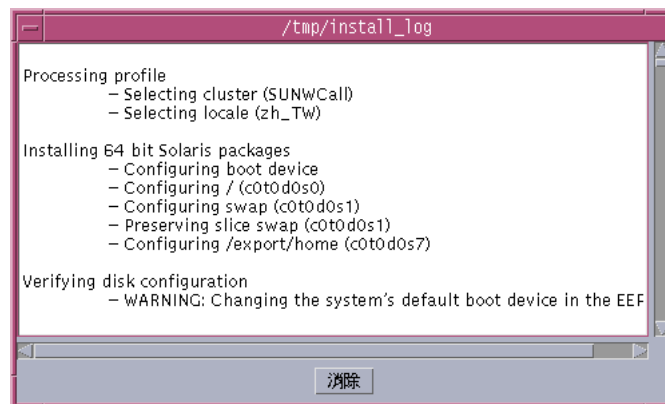 /tmp/install_log
Processing profile
– Selecting cluster (SUNWCall)
– Selecting locale (zh_TW)
Installing 64 bit Solaris packages
– Configuring boot device
– Configuring / (c0t0d0s0)
– Configuring swap (c0t0d0s1)
– Preserving slice swap (c0t0d0s1)
– Configuring /export/home (c0t0d0s7)
Verifying disk configuration
– WARNING: Changing the system's default boot device in the
消除